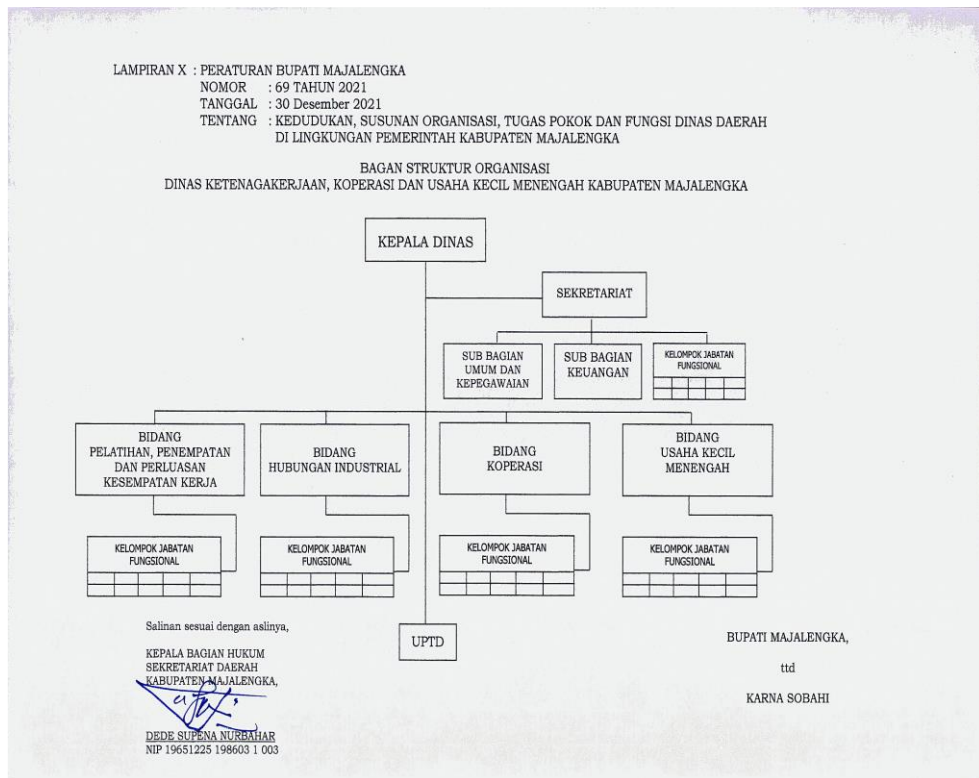 LAMPIRAN X : PERATURAN BUPATI MAJALENGKA
NOMOR : 69 TAHUN 2021
TANGGAL : 30 Desember 2021
TENTANG : KEDUDUKAN, SUSUNAN ORGANISASI, TUGAS POKOK DAN FUNGSI DINAS DAERAH
DI LINGKUNGAN PEMERINTAH KABUPATEN MAJALENGKA
BAGAN STRUKTUR ORGANISASI
DINAS KETENAGAKERJAAN, KOPERASI DAN USAHA KECIL MENENGAH KABUPATEN MAJALENGKA
KEPALA DINAS
SEKRETARIAT
SUB BAGIAN
UMUM DAN
KEPEGAWAIAN
SUB BAGIAN
KEUANGAN
KELOMPOK JABATAN
FUNGSIONAL
BIDANG
PELATIHAN, PENEMPATAN
DAN PERLUASAN
KESEMPATAN KERJA
BIDANG
HUBUNGAN INDUSTRIAL
BIDANG
KOPERASI
BIDANG
USAHA KECIL
MENENGAH
KELOMPOK JABATAN
FUNGSIONAL
KELOMPOK JABATAN
FUNGSIONAL
KELOMPOK JABATAN
FUNGSIONAL
KELOMPOK JABATAN
FUNGSIONAL
UPTD
Salinan sesuai dengan aslinya,
KEPALA BAGIAN HUKUM
SEKRETARIAT DAERAH
KABUPATEN MAJALENGKA,
DEDE SUPENA NURBAHAR
NIP 19651225 198603 1 003
BUPATI MAJALENGKA,
ttd
KARNA SOBAHI